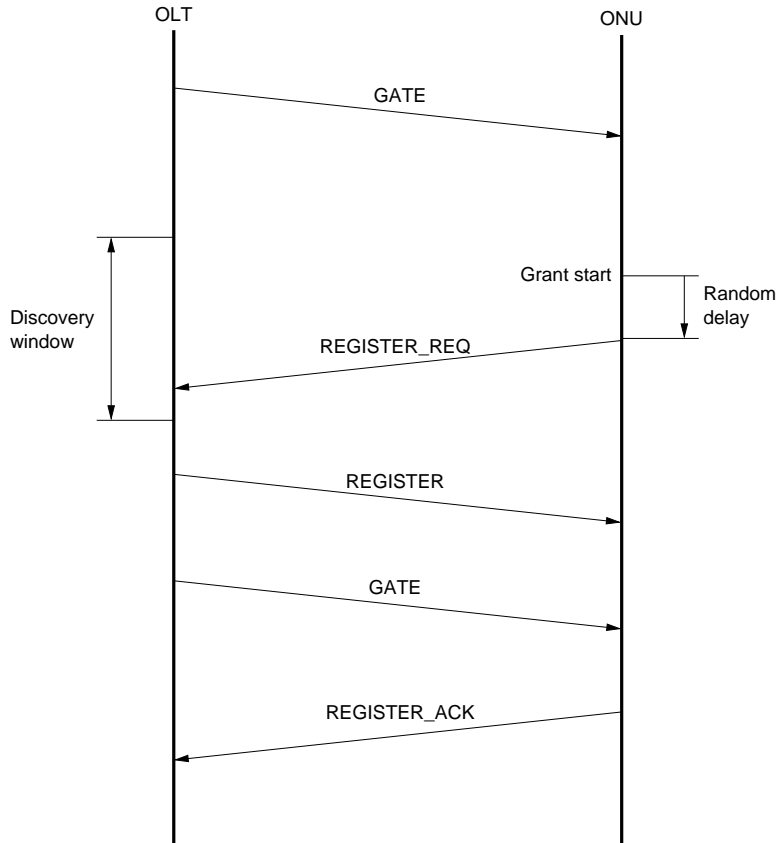 OLT
ONU
GATE
Grant start
Random
delay
Discovery
window
REGISTER_REQ
REGISTER
GATE
REGISTER_ACK